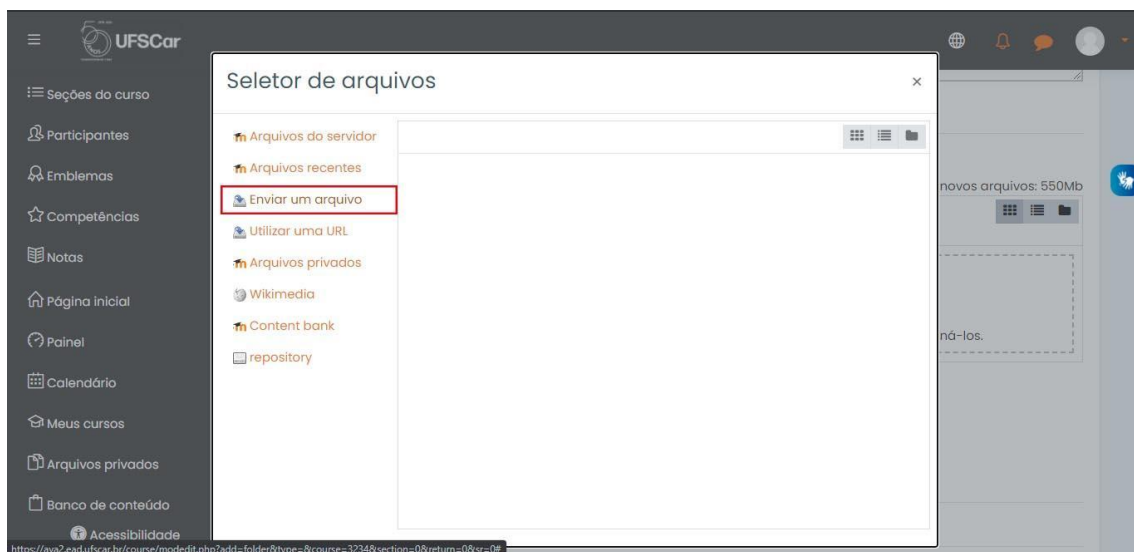 UFSCar
Seções do curso
Participantes
Emblemas
Competências
Notas
Página inicial
Painel
Calendário
Meus cursos
Arquivos privados
Banco de conteúdo
Acessibilidade
Seletor de arquivos
×
Arquivos do servidor
Arquivos recentes
Enviar um arquivo
Utilizar uma URL
Arquivos privados
Wikimedia
Content bank
repository
novos arquivos: 550Mb
ná-los.
https://ava2.ead.ufscar.br/course/modedit.php?add=folder&type=&course=3234&section=0&return=0&sr=0#